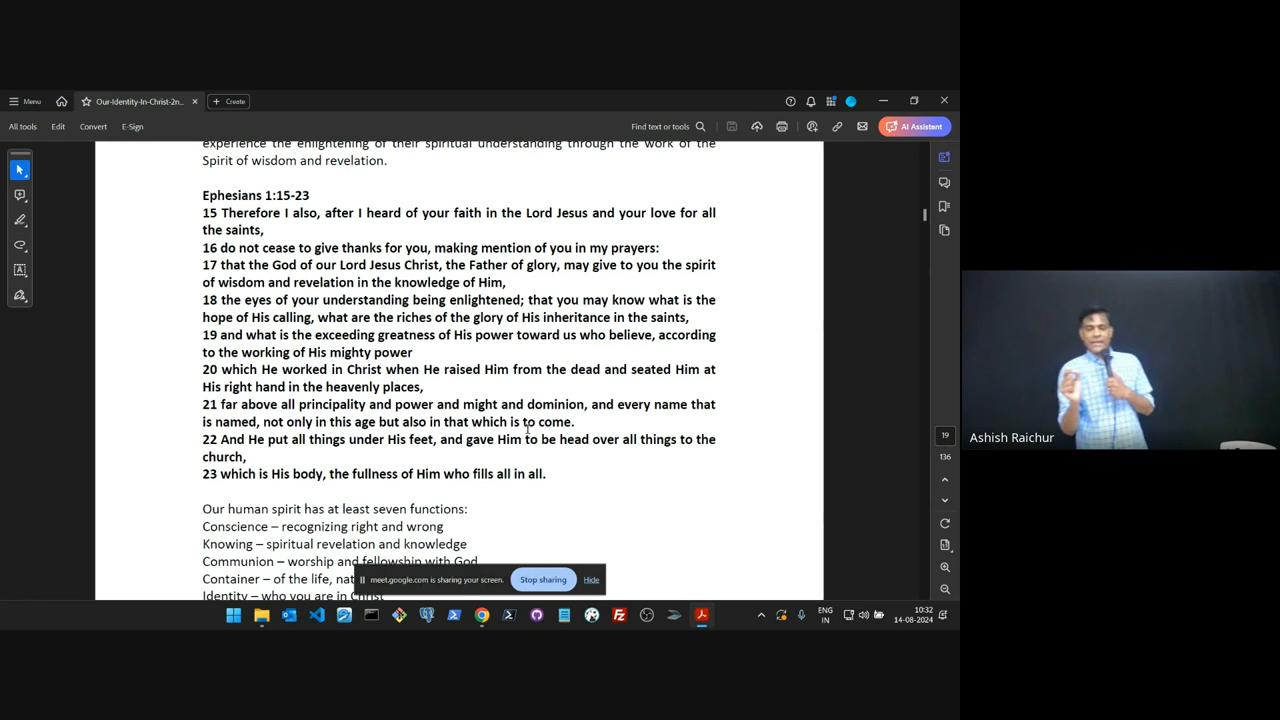 Menu
Our-Identity-In-Christ-2n...
Create
All tools
Edit
Convert
E-Sign
Find text or tools
AI Assistant
experience the enlightening of their spiritual understanding through the work of the
Spirit of wisdom and revelation.
Ephesians 1:15-23
15 Therefore I also, after I heard of your faith in the Lord Jesus and your love for all
the saints,
16 do not cease to give thanks for you, making mention of you in my prayers:
17 that the God of our Lord Jesus Christ, the Father of glory, may give to you the spirit
of wisdom and revelation in the knowledge of Him,
18 the eyes of your understanding being enlightened; that you may know what is the
hope of His calling, what are the riches of the glory of His inheritance in the saints,
19 and what is the exceeding greatness of His power toward us who believe, according
to the working of His mighty power
20 which He worked in Christ when He raised Him from the dead and seated Him at
His right hand in the heavenly places,
21 far above all principality and power and might and dominion, and every name that
is named, not only in this age but also in that which is to come.
22 And He put all things under His feet, and gave Him to be head over all things to the
church,
23 which is His body, the fullness of Him who fills all in all.
Our human spirit has at least seven functions:
Conscience – recognizing right and wrong
Knowing – spiritual revelation and knowledge
Communion – worship and fellowship with God
Container – of the life, nat
Identity – who you are in Christ
meet.google.com is sharing your screen.
Stop sharing
Hide
19
136
Ashish Raichur
ENG
IN
10:32
14-08-2024